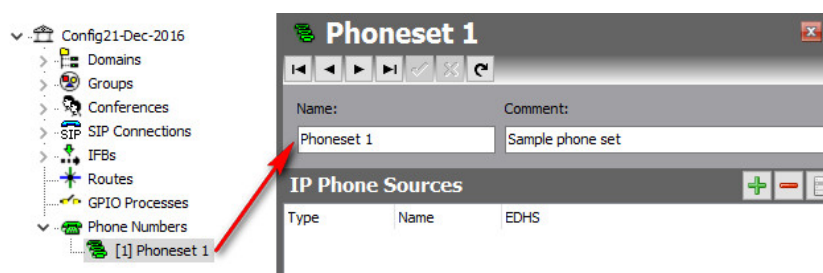 Config21-Dec-2016
Domains
Groups
Conferences
SIP SIP Connections
IFBs
Routes
GPIO Processes
Phone Numbers
[1] Phoneset 1
Phoneset 1
Name: Comment:
Phoneset 1 Sample phone set
IP Phone Sources
Type Name EDHS